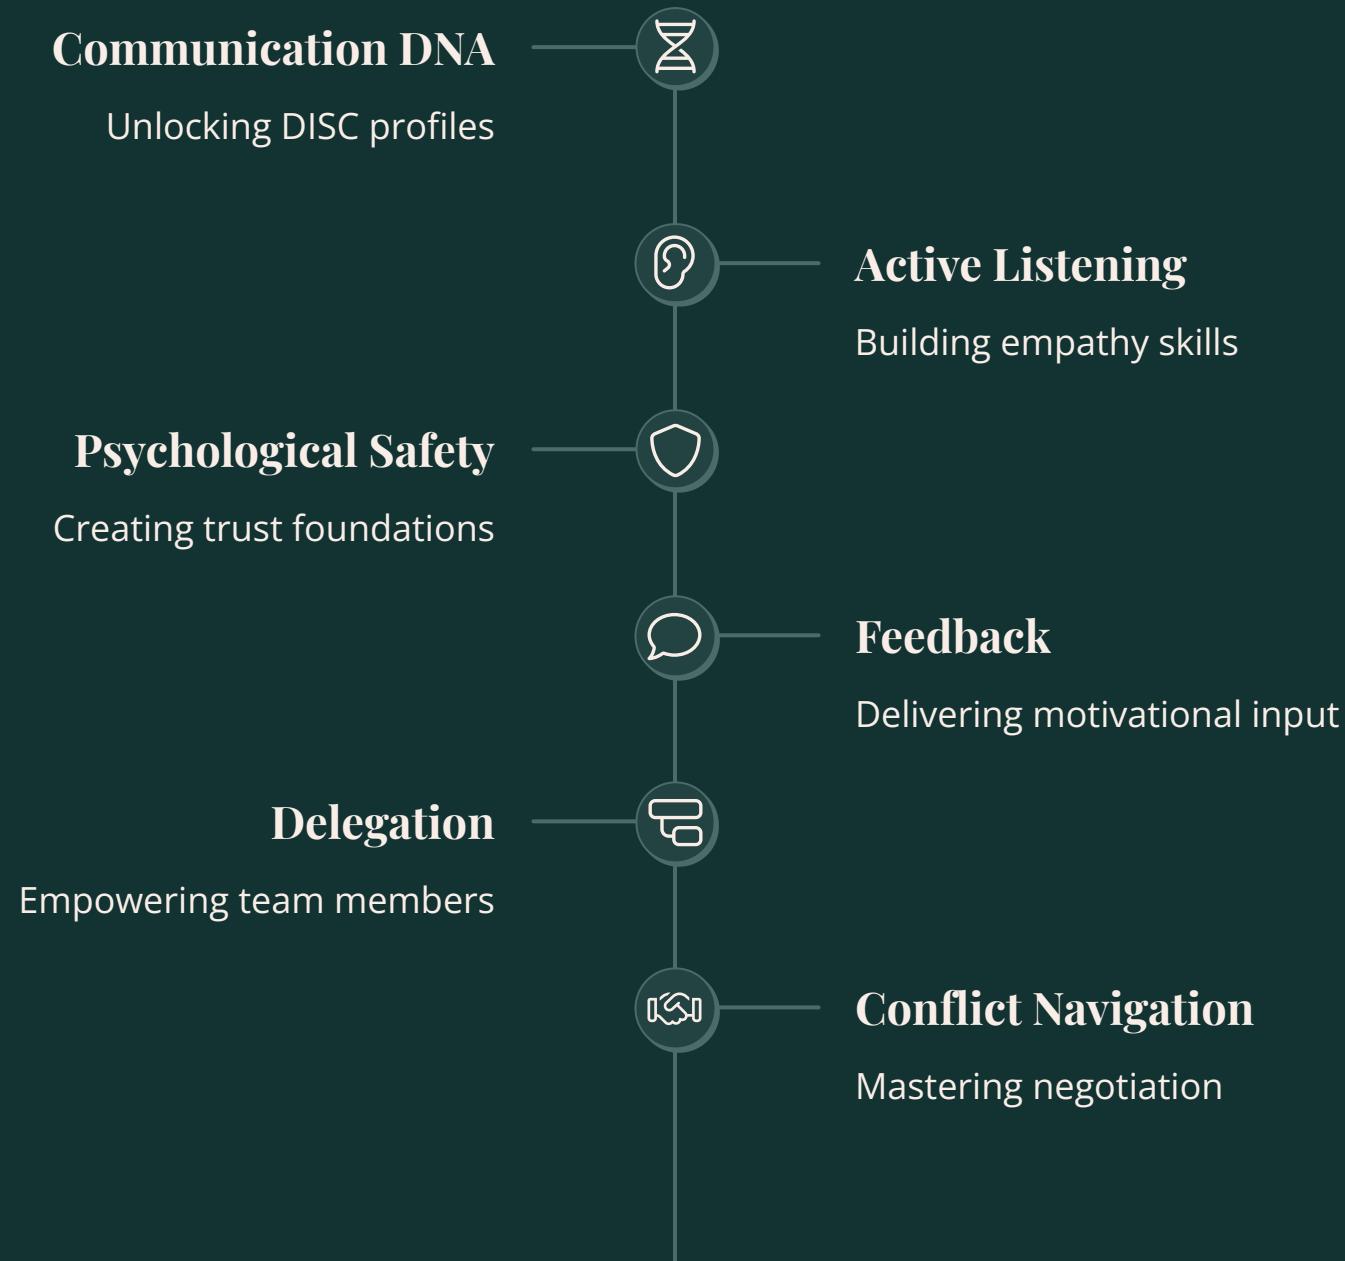 Communication DNA
Unlocking DISC profiles
Active Listening
Building empathy skills
Psychological Safety
Creating trust foundations
Feedback
Delivering motivational input
Delegation
Empowering team members
Conflict Navigation
Mastering negotiation